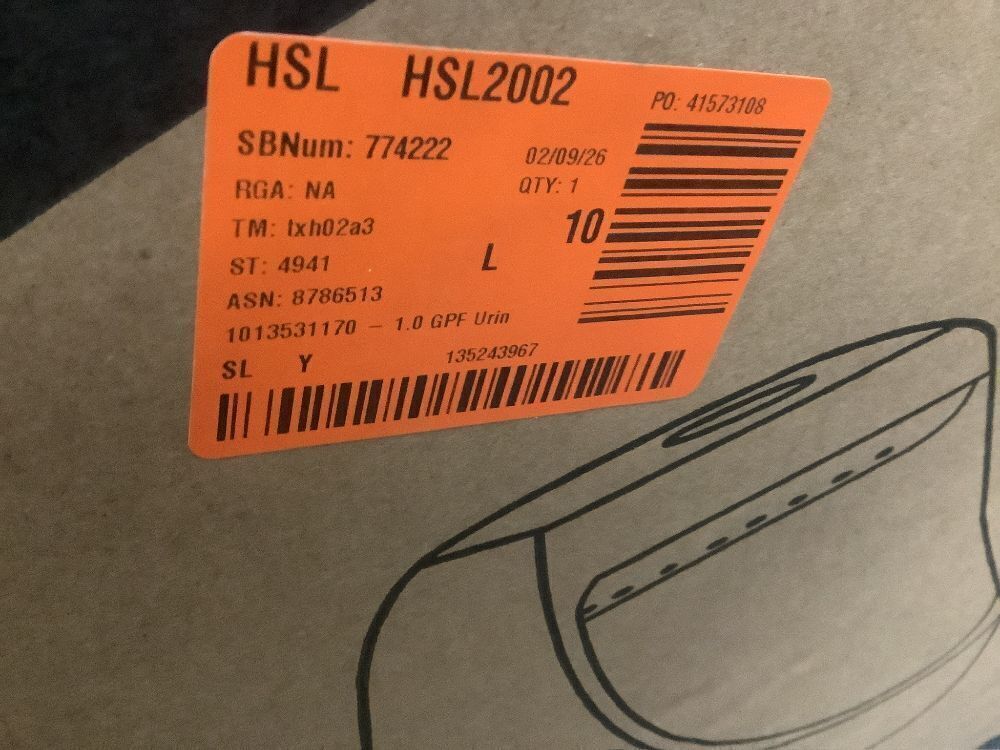 HSL HSL2002
PO: 41573108
SBNum: 774222
02/09/26
RGA: NA
QTY: 1
TM: lxh02a3
10
ST: 4941
L
ASN: 8786513
1013531170 – 1.0 GPF Urin
SL Y 135243967